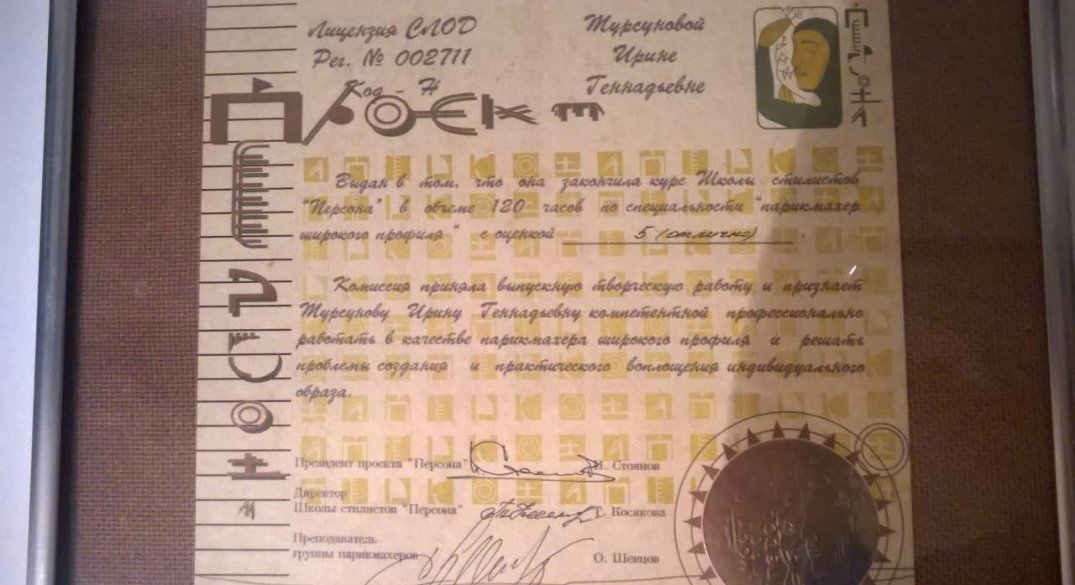 Лицензия СЛОД
Рег. № 002711
Код - Н
Турсуновой
Ирине
Геннадьевне
Выдан в том, что она закончила курс Школы стилистов
"Персона" в объеме 120 часов по специальности "парикмахер
широкого профиля" с оценкой 5 (отлично).
Комиссия приняла выпускную творческую работу и признает
Турсунову Ирину Геннадьевну компетентной профессионально
работать в качестве парикмахера широкого профиля и решать
проблемы создания и практического воплощения индивидуального
образа.
Президент проекта "Персона" И. Стоянов
Директор
Школы стилистов "Персона" Т. Косякова
Преподаватель
группы парикмахеров О. Шевцов